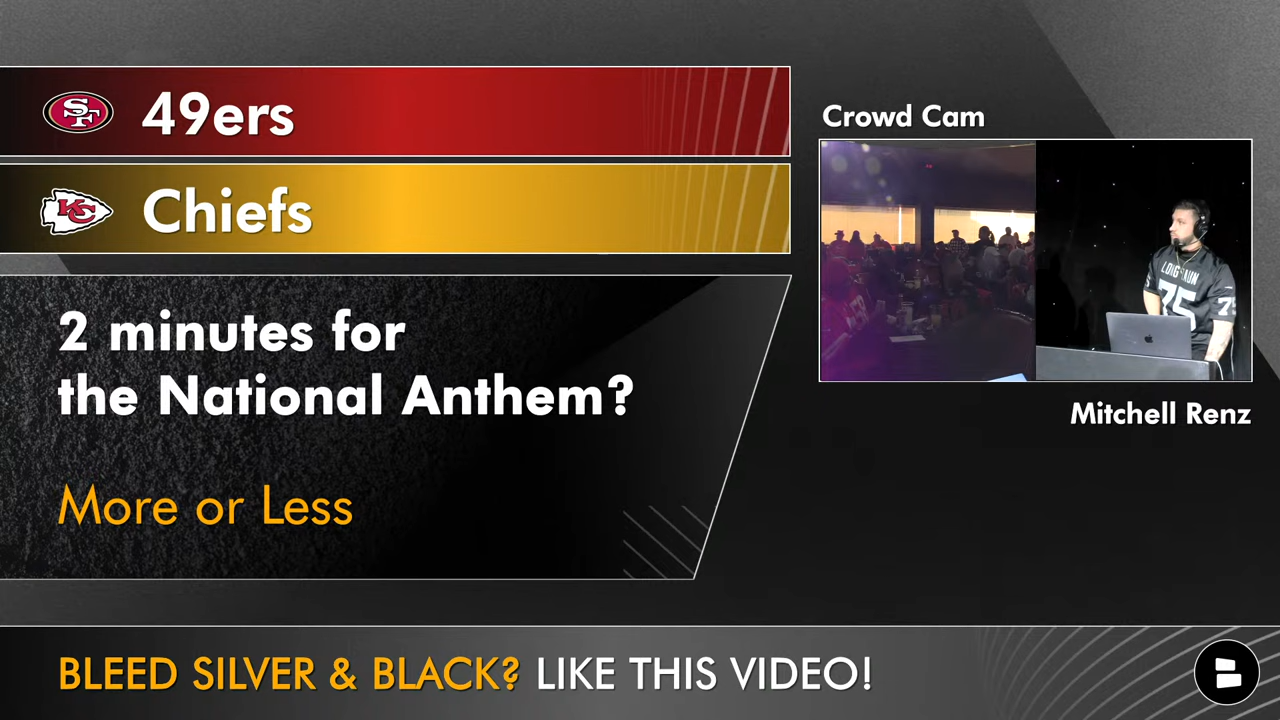 49ers
Chiefs
2 minutes for
the National Anthem?
More or Less
Crowd Cam
75
Mitchell Renz
BLEED SILVER & BLACK? LIKE THIS VIDEO!